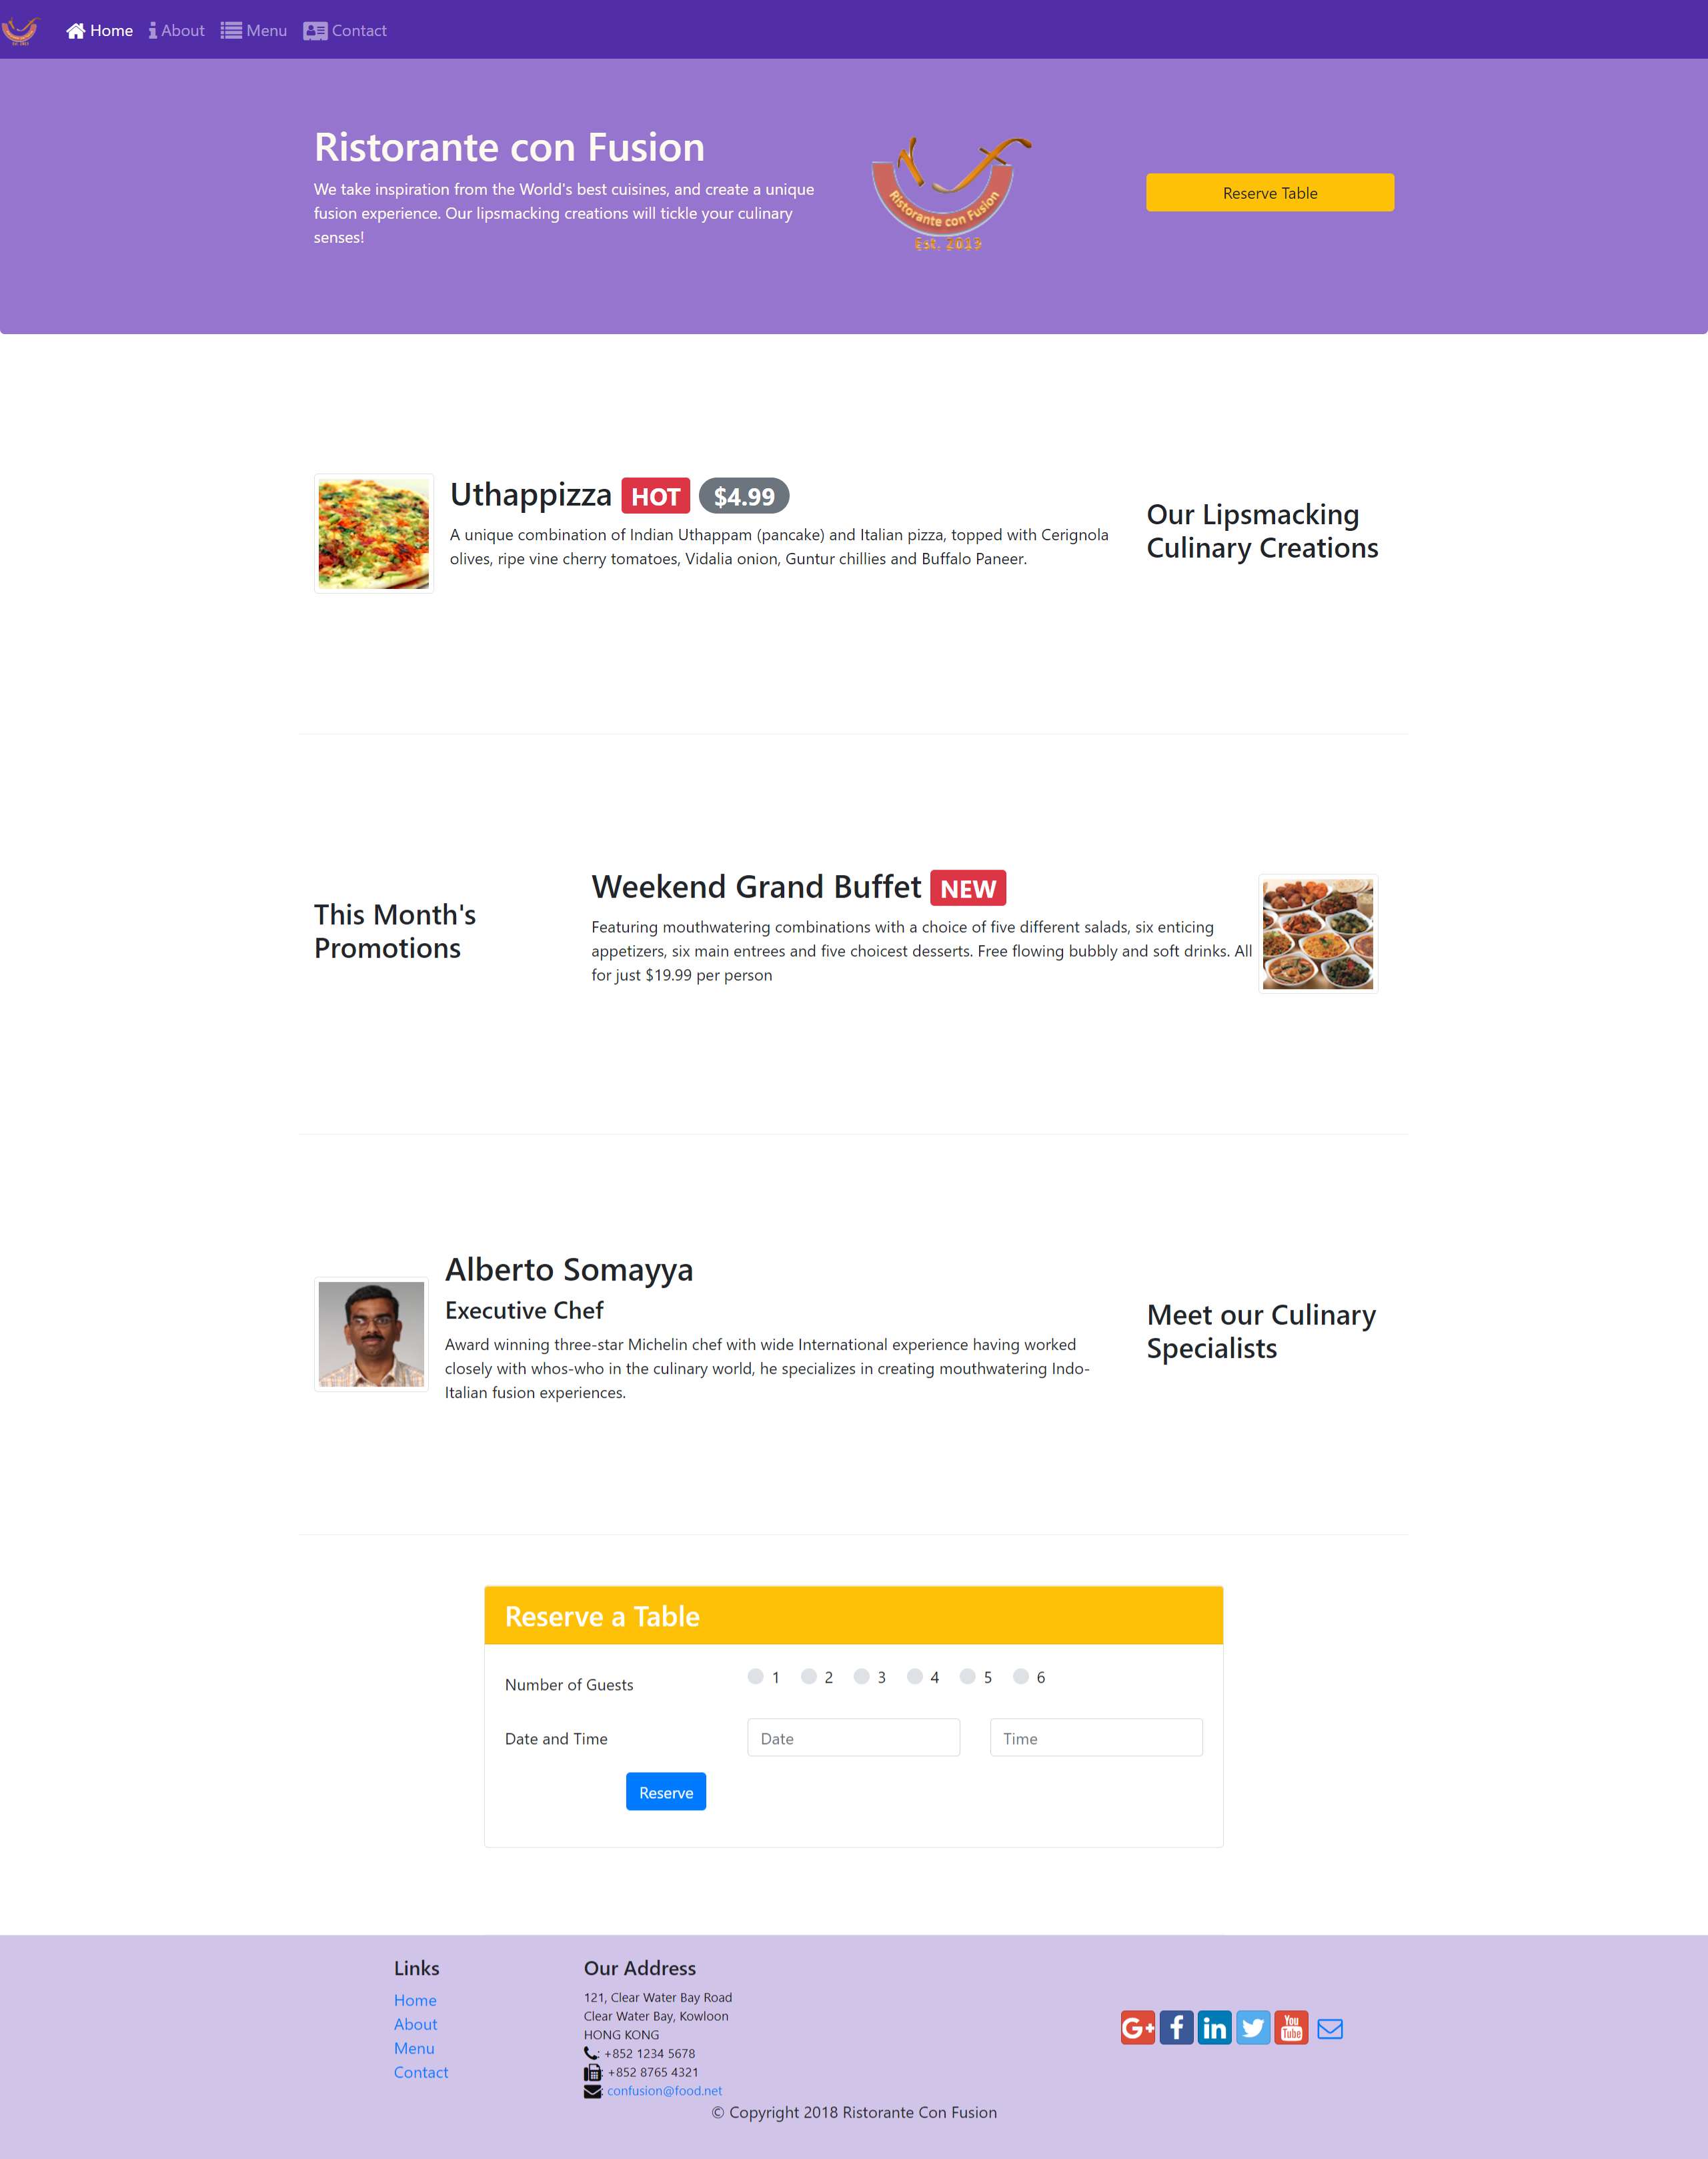 Home About Menu Contact
Ristorante con Fusion
We take inspiration from the World's best cuisines, and create a unique
fusion experience. Our lipsmacking creations will tickle your culinary
senses!
Ristorante con Fusion
Est. 2013
Reserve Table
Uthappizza HOT $4.99
A unique combination of Indian Uthappam (pancake) and Italian pizza, topped with Cerignola
olives, ripe vine cherry tomatoes, Vidalia onion, Guntur chillies and Buffalo Paneer.
Our Lipsmacking
Culinary Creations
This Month's
Promotions
Weekend Grand Buffet NEW
Featuring mouthwatering combinations with a choice of five different salads, six enticing
appetizers, six main entrees and five choicest desserts. Free flowing bubbly and soft drinks. All
for just $19.99 per person
Alberto Somayya
Executive Chef
Award winning three-star Michelin chef with wide International experience having worked
closely with whos-who in the culinary world, he specializes in creating mouthwatering Indo-
Italian fusion experiences.
Meet our Culinary
Specialists
Reserve a Table
Number of Guests 1 2 3 4 5 6
Date and Time Date Time
Reserve
Links
Home
About
Menu
Contact
Our Address
121, Clear Water Bay Road
Clear Water Bay, Kowloon
HONG KONG
: +852 1234 5678
: +852 8765 4321
: confusion@food.net
G+ f in You Tube
© Copyright 2018 Ristorante Con Fusion